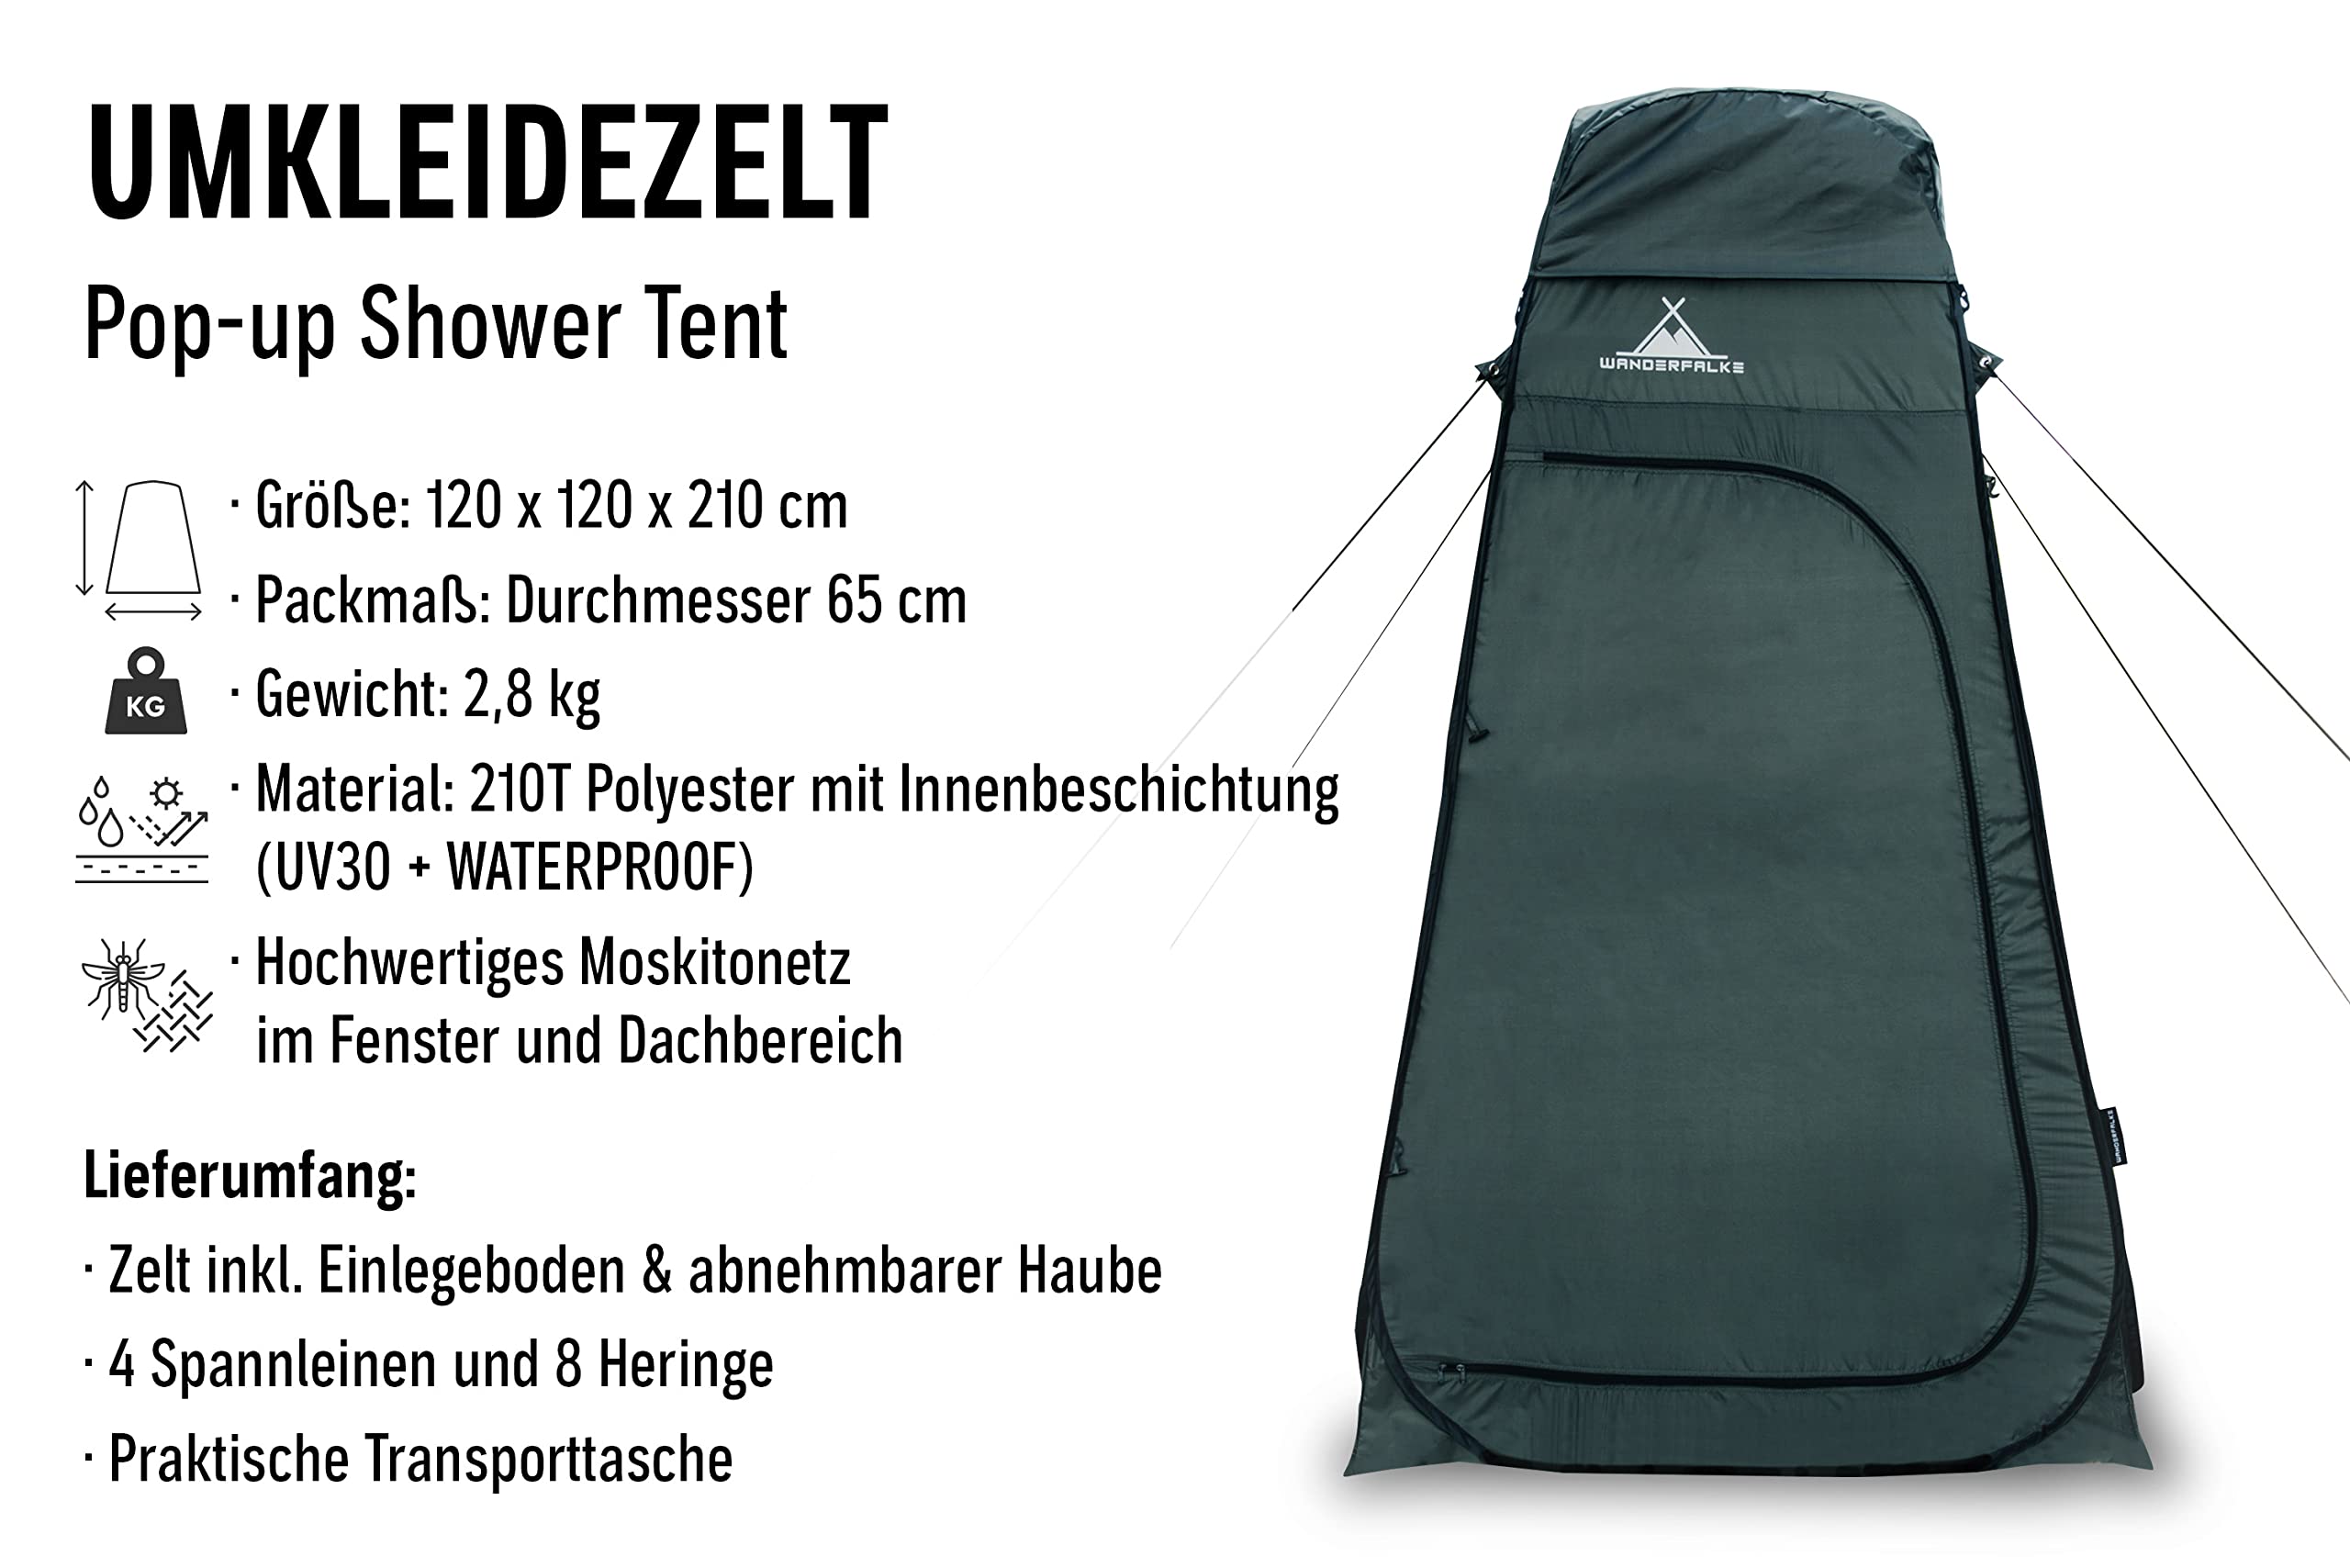 UMKLEIDEZELT
Pop-up Shower Tent
· Größe: 120 x 120 x 210 cm
· Packmaß: Durchmesser 65 cm
· Gewicht: 2,8 kg
KG
· Material: 210T Polyester mit Innenbeschichtung
(UV30 + WATERPROOF)
· Hochwertiges Moskitonetz
im Fenster und Dachbereich
Lieferumfang:
· Zelt inkl. Einlegeboden & abnehmbarer Haube
· 4 Spannleinen und 8 Heringe
· Praktische Transporttasche
WANDERFALKE
WANDERFALKE